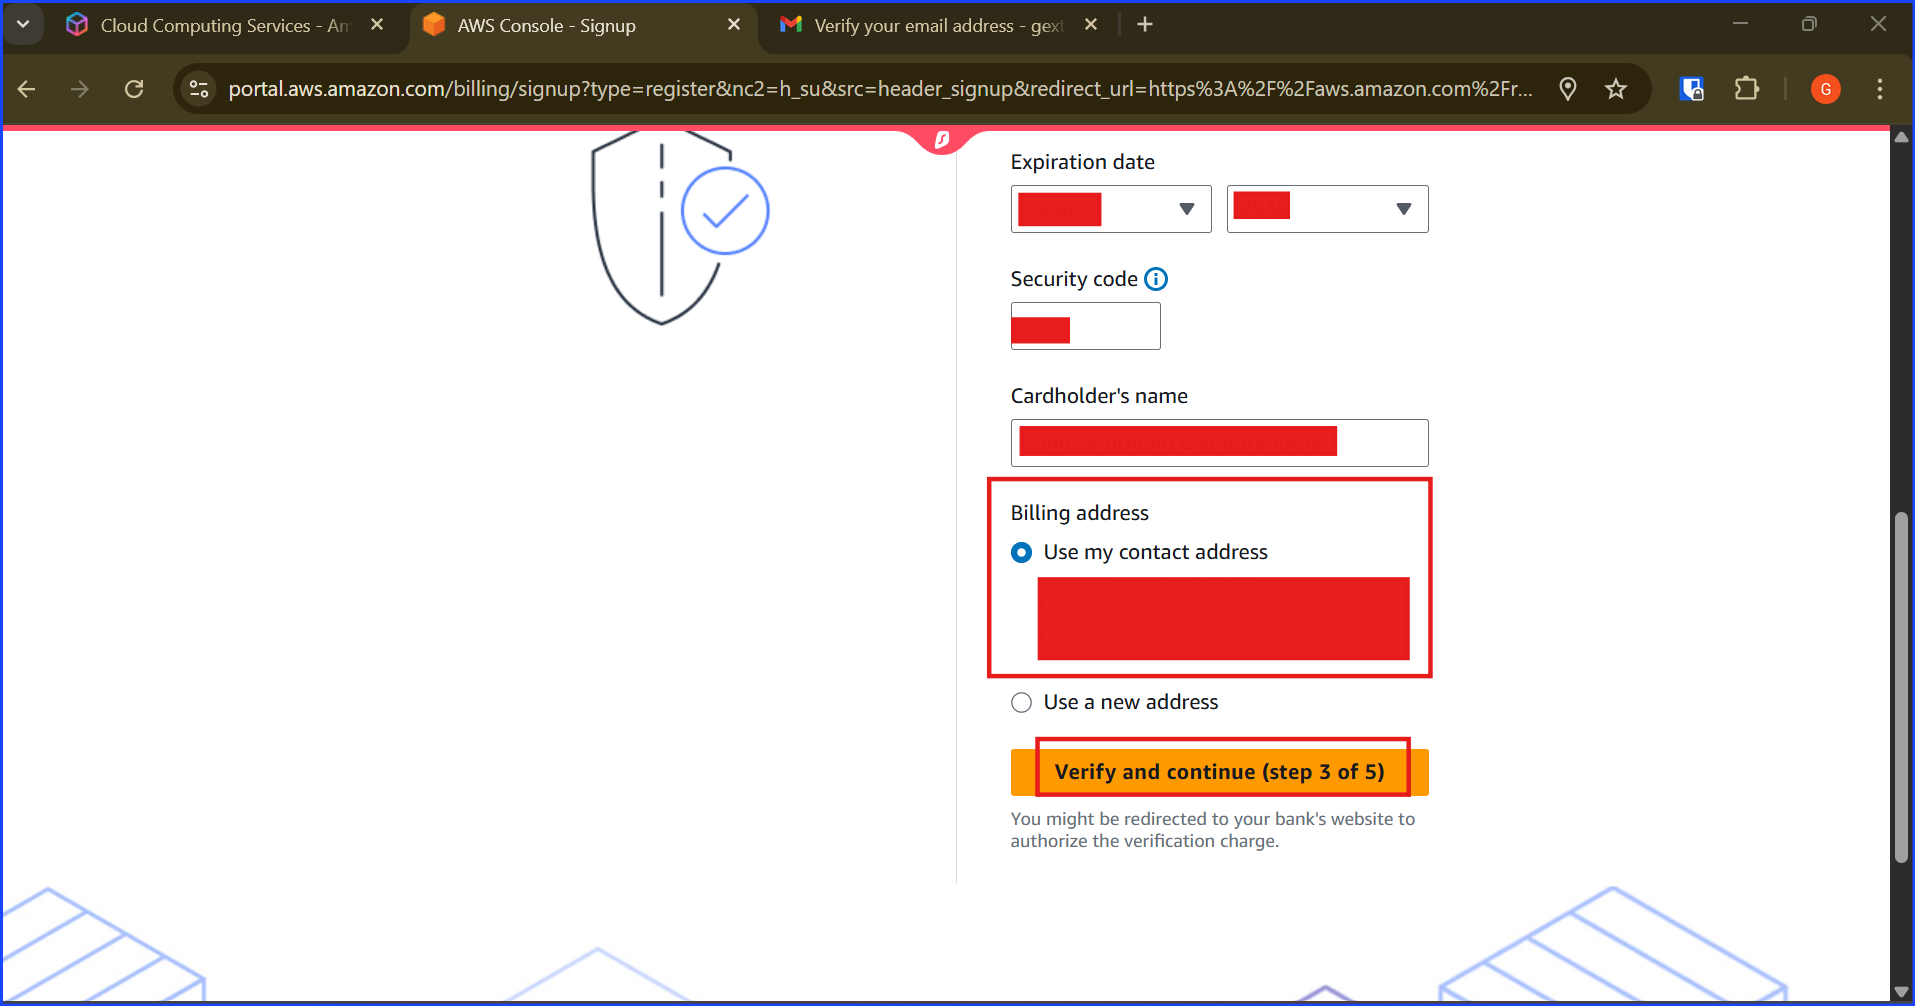 Cloud Computing Services - Am
AWS Console - Signup
Verify your email address - gext
portal.aws.amazon.com/billing/signup?type=register&nc2=h_su&src=header_signup&redirect_url=https%3A%2F%2Faws.amazon.com%2Fr...
G
Expiration date
Security code
Cardholder's name
Billing address
Use my contact address
Use a new address
Verify and continue (step 3 of 5)
You might be redirected to your bank's website to
authorize the verification charge.